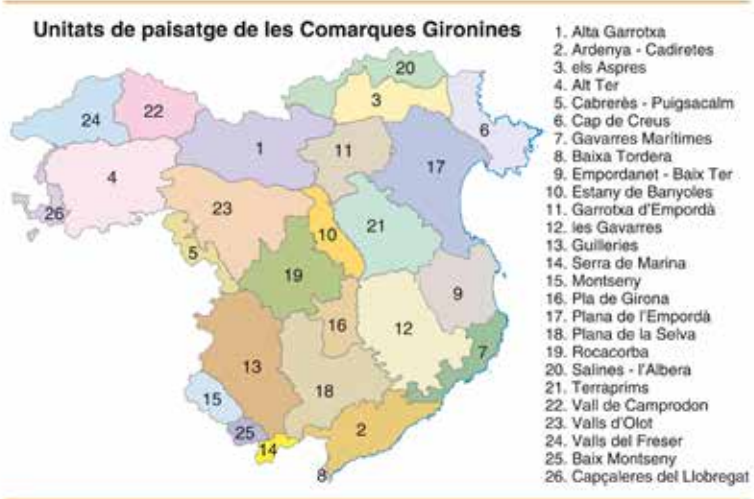 Unitats de paisatge de les Comarques Gironines
1. Alta Garrotxa
2. Ardenya - Cadiretes
3. els Aspres
4. Alt Ter
5. Cabrerès - Puigsacalm
6. Cap de Creus
7. Gavarres Marítimes
8. Baixa Tordera
9. Empordanet - Baix Ter
10. Estany de Banyoles
11. Garrotxa d'Empordà
12. les Gavarres
13. Guilleries
14. Serra de Marina
15. Montseny
16. Pla de Girona
17. Plana de l'Empordà
18. Plana de la Selva
19. Rocacorba
20. Salines - l'Albera
21. Terraprims
22. Vall de Camprodon
23. Valls d'Olot
24. Valls del Freser
25. Baix Montseny
26. Capçaleres del Llobregat
20
24
22
3
6
1
11
17
4
26
23
10
21
5
19
9
16
12
7
13
15
18
25
14
2
8